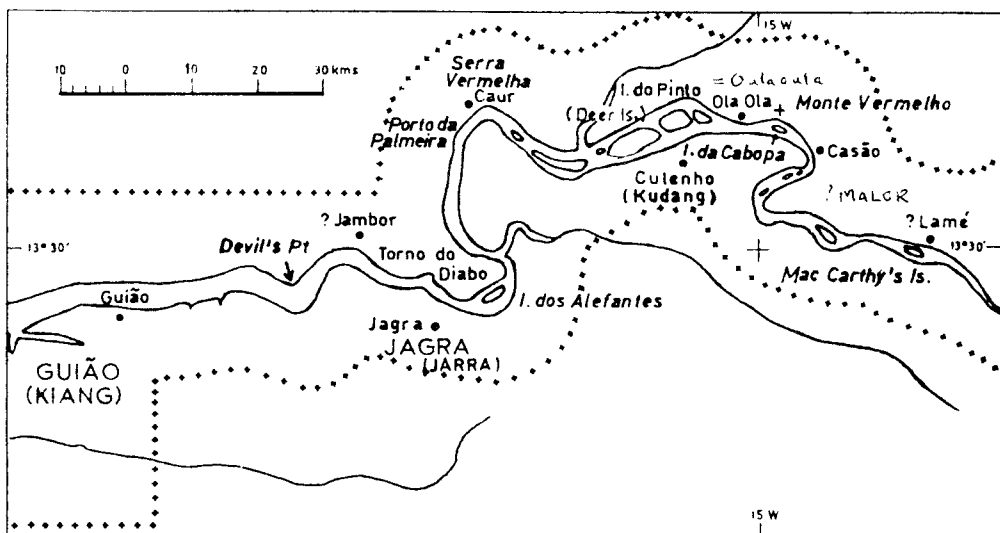 15 W
10 0 10 20 30 kms
Serra
Vermelha
Caur
I. do Pinto = Oulaoula
(Deer Is.)
Ola Ola
Monte Vermelho
Porto da
Palmeira
I. da Cabopa
Casão
Culenho
(Kudang)
? MALOR
? Jambor
? Lamé
13° 30'
13° 30'
Devil's Pt
Torno do
Diabo
Mac Carthy's Is.
Guião
I. dos Alefantes
Jagra
JAGRA
(JARRA)
GUIÃO
(KIANG)
15 W